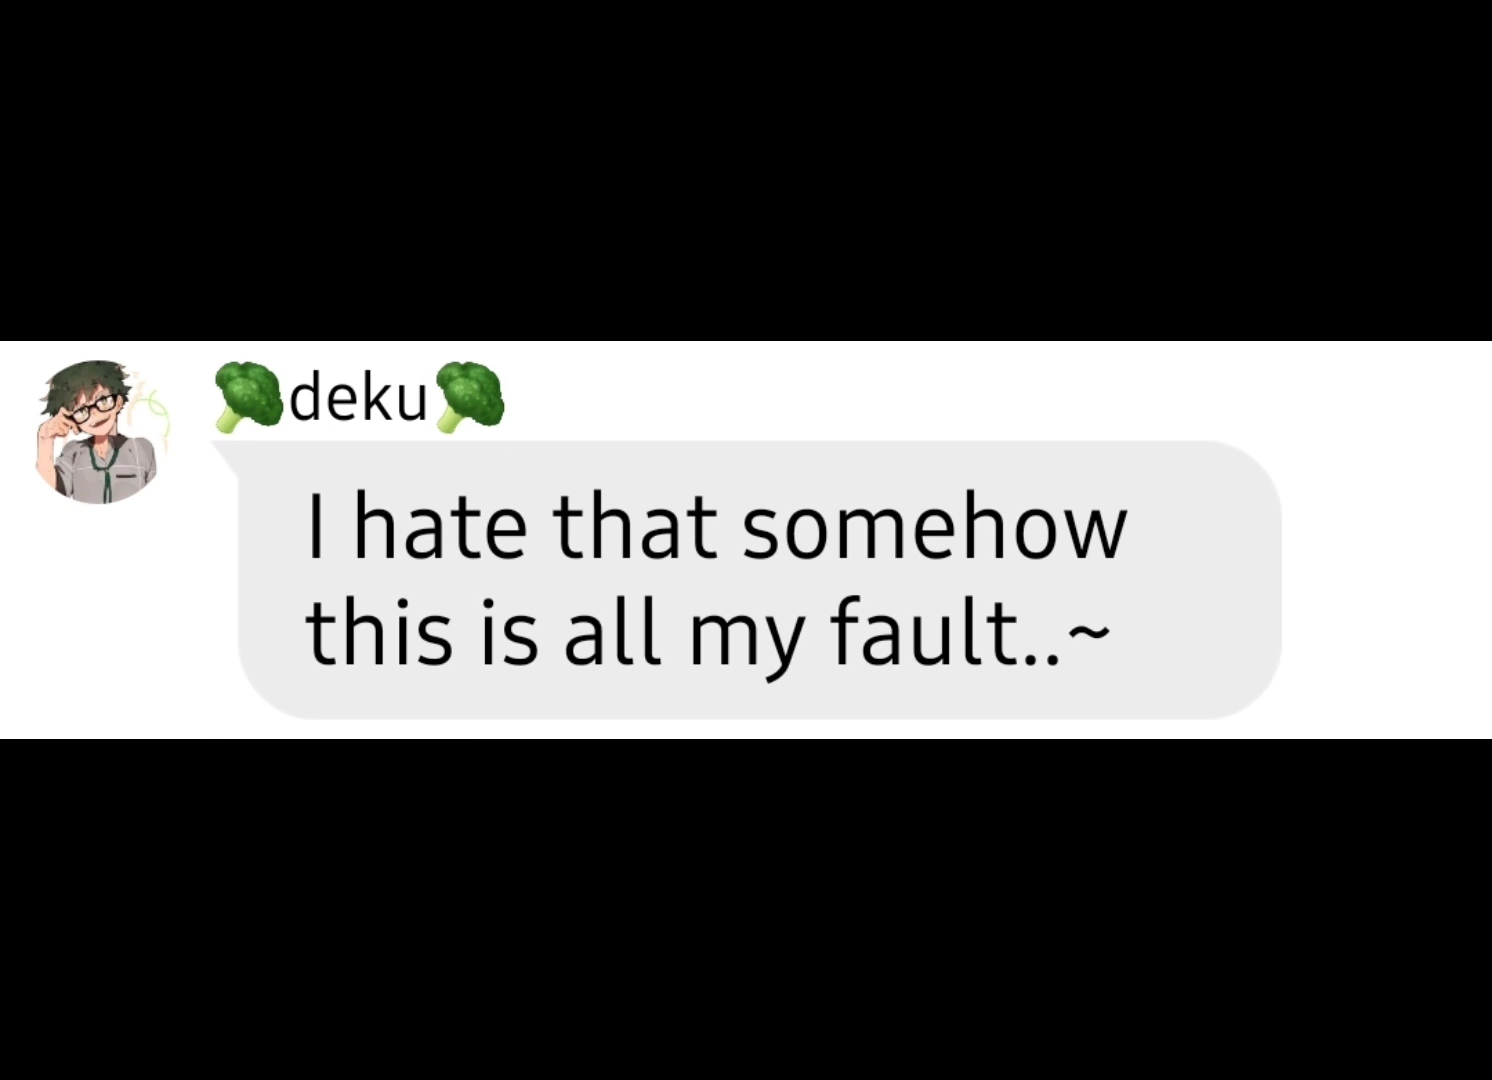 🥦deku🥦
I hate that somehow
this is all my fault..~